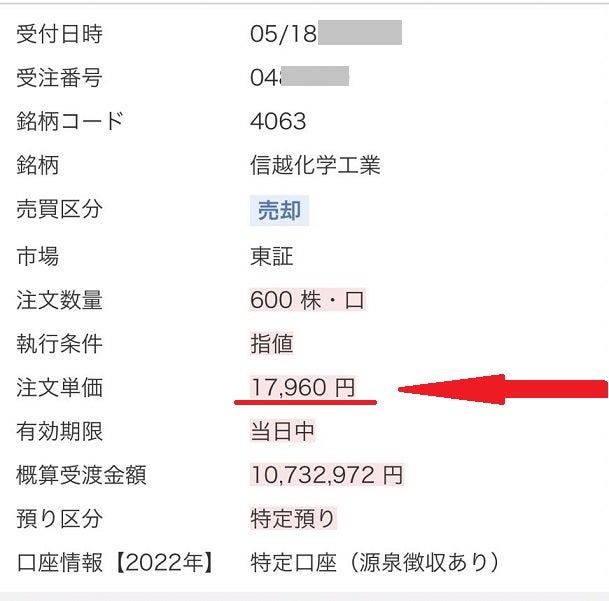 受付日時 05/18
受注番号 04
銘柄コード 4063
銘柄 信越化学工業
売買区分 売却
市場 東証
注文数量 600 株・口
執行条件 指値
注文単価 17,960 円
有効期限 当日中
概算受渡金額 10,732,972 円
預り区分 特定預り
口座情報【2022年】 特定口座（源泉徴収あり）